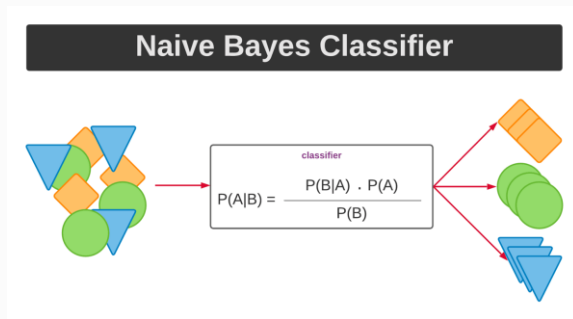 Naive Bayes Classifier
classifier
P(A|B) = P(B|A) . P(A)
P(B)